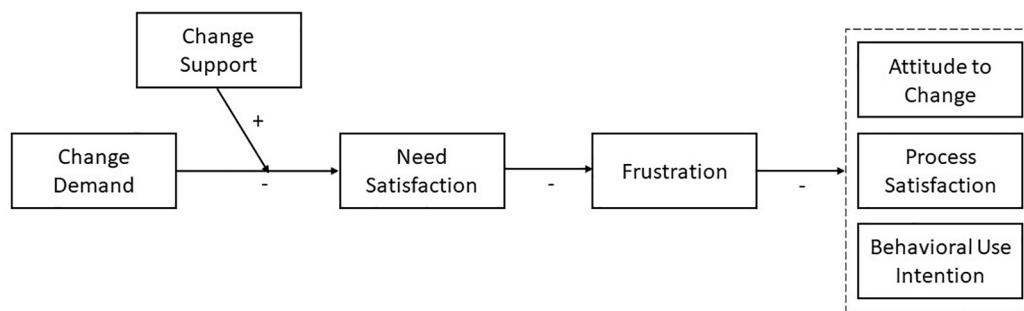 Change
Support
+
Change
Demand
-
Need
Satisfaction
-
Frustration
-
Attitude to
Change
Process
Satisfaction
Behavioral Use
Intention